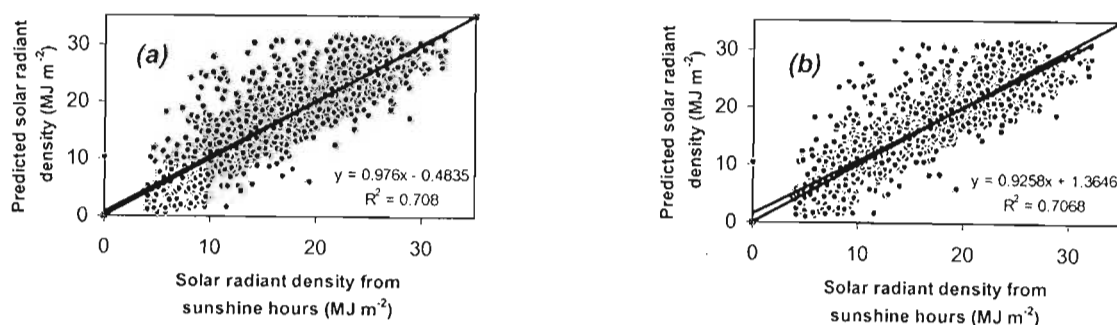 Predicted solar radiant
density (MJ m⁻²)
30
20
10
0
(a)
y = 0.976x - 0.4835
R² = 0.708
0 10 20 30
Solar radiant density from
sunshine hours (MJ m⁻²)
Predicted solar radiant
density (MJ m⁻²)
30
20
10
0
(b)
y = 0.9258x + 1.3646
R² = 0.7068
0 10 20 30
Solar radiant density from
sunshine hours (MJ m⁻²)